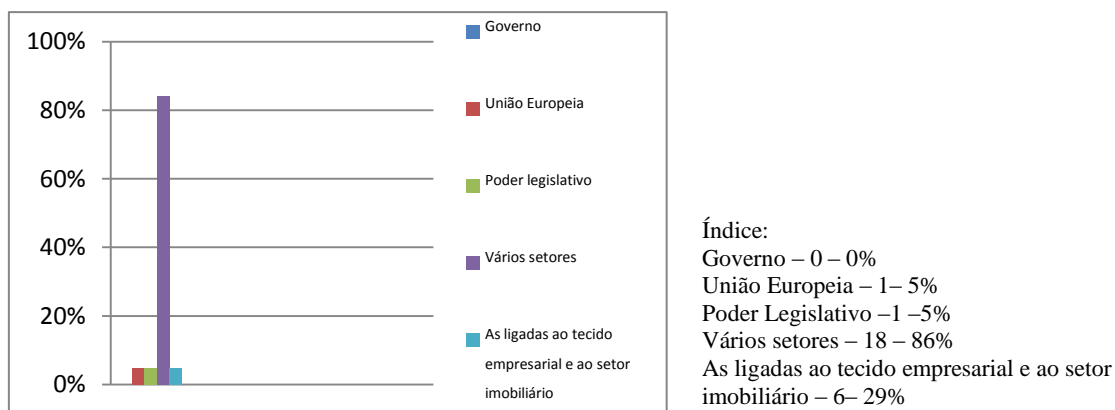 100%
80%
60%
40%
20%
0%
Governo
União Europeia
Poder legislativo
Vários setores
As ligadas ao tecido
empresarial e ao setor
imobiliário
Índice:
Governo – 0 – 0%
União Europeia – 1– 5%
Poder Legislativo –1 –5%
Vários setores – 18 – 86%
As ligadas ao tecido empresarial e ao setor
imobiliário – 6– 29%